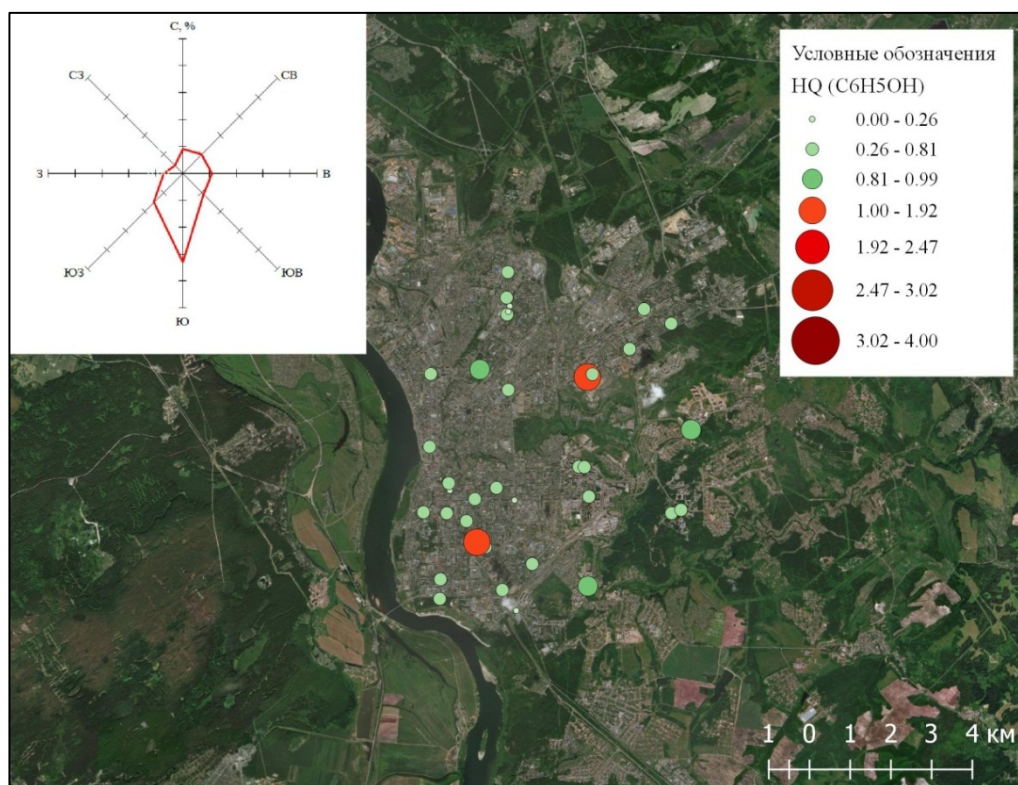 С, %
СЗ
СВ
З
В
ЮЗ
ЮВ
Ю
Условные обозначения
HQ (C6H5OH)
0.00 - 0.26
0.26 - 0.81
0.81 - 0.99
1.00 - 1.92
1.92 - 2.47
2.47 - 3.02
3.02 - 4.00
1 0 1 2 3 4 км